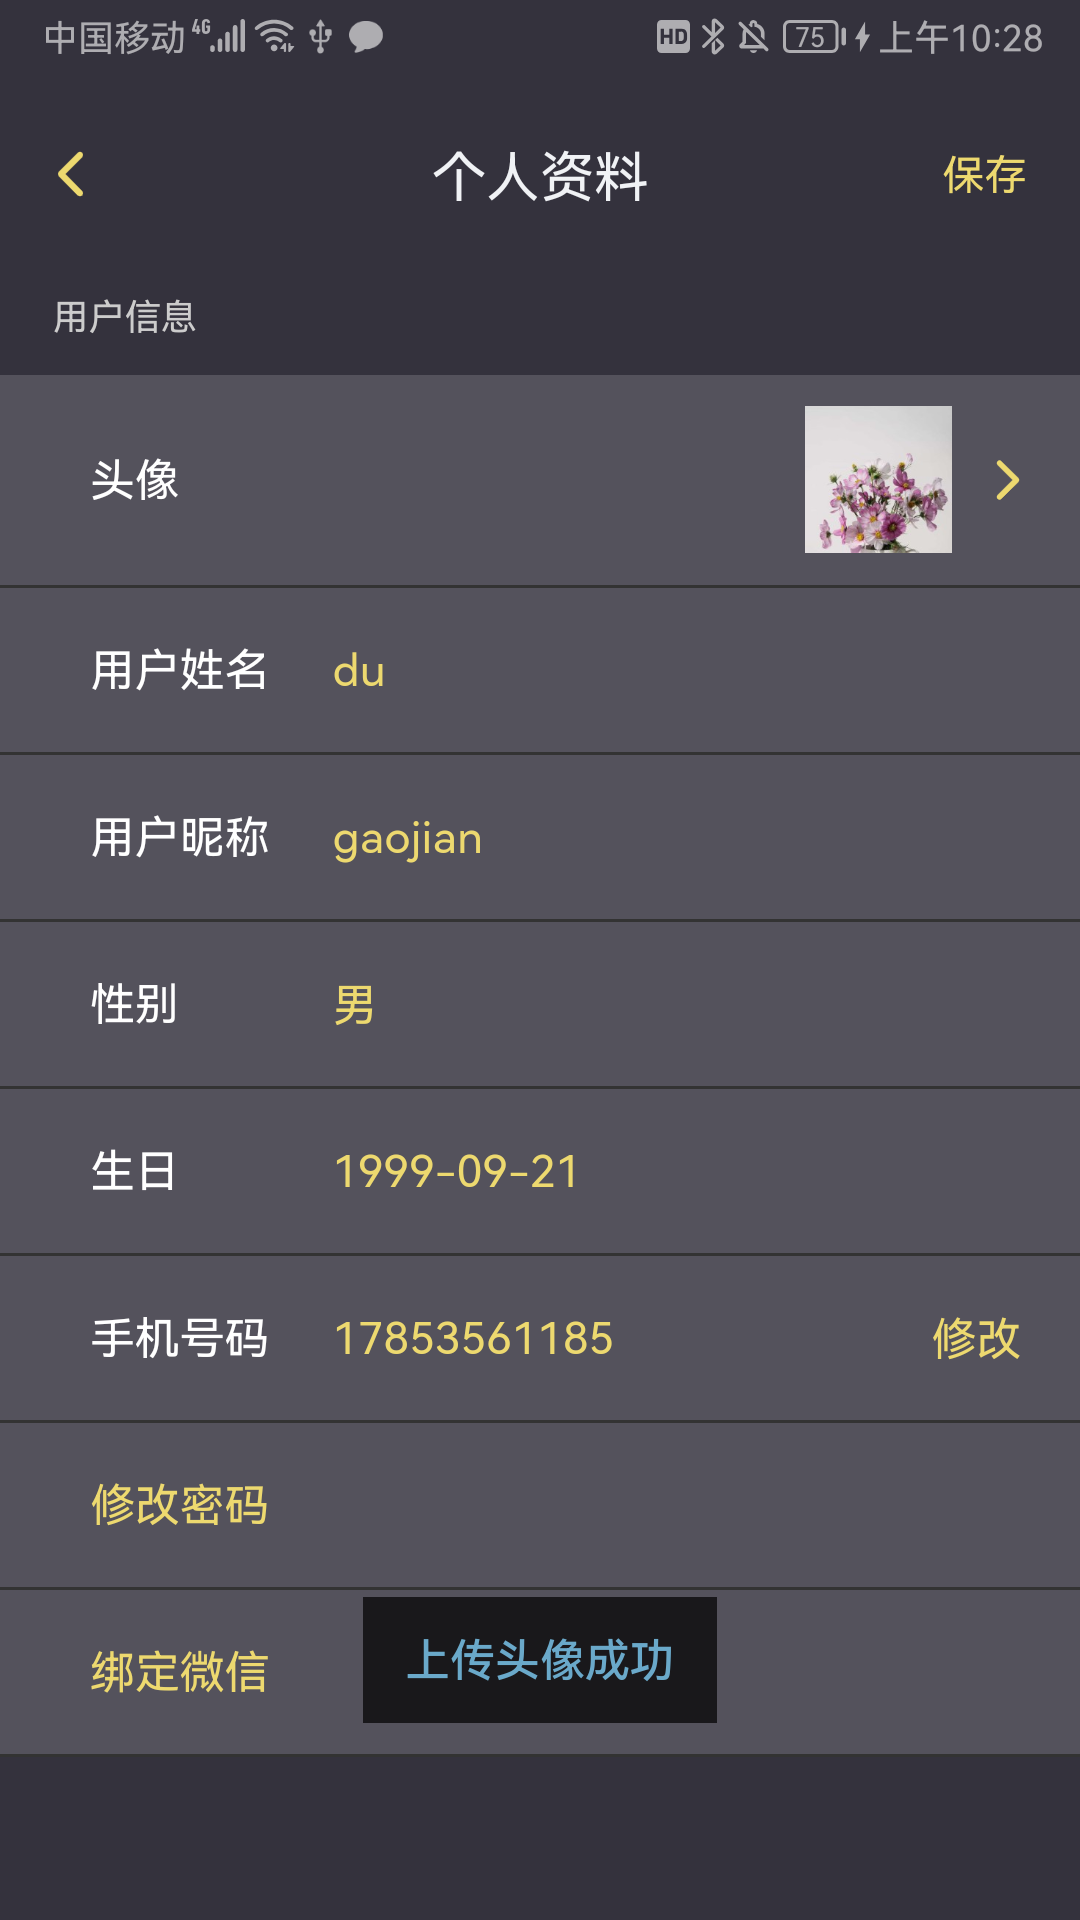 中国移动 4G HD 75 上午10:28
个人资料 保存
用户信息
头像
用户姓名 du
用户昵称 gaojian
性别 男
生日 1999-09-21
手机号码 17853561185 修改
修改密码
绑定微信
上传头像成功